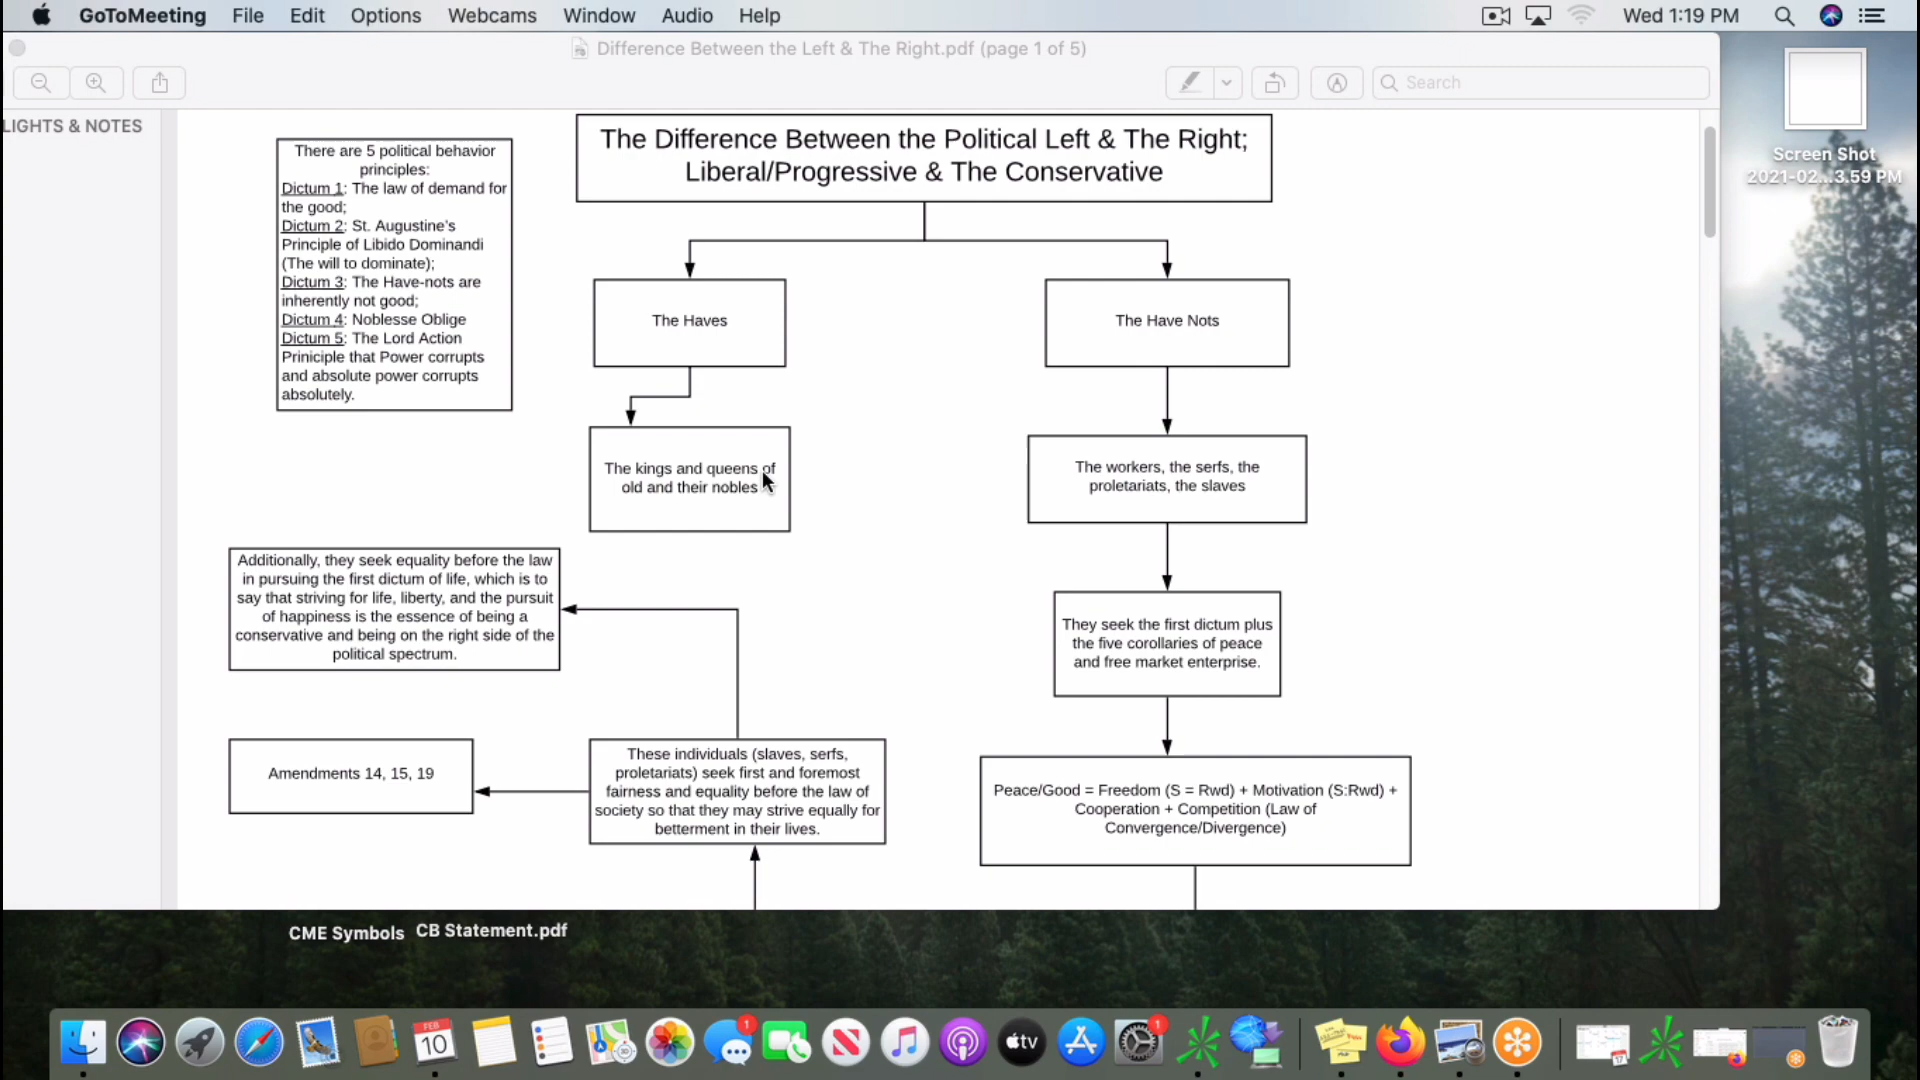 GoToMeeting File Edit Options Webcams Window Audio Help
Wed 1:19 PM
Difference Between the Left & The Right.pdf (page 1 of 5)
Search
LIGHTS & NOTES
Screen Shot
2021-02...3.59 PM
The Difference Between the Political Left & The Right;
Liberal/Progressive & The Conservative
There are 5 political behavior
principles:
Dictum 1: The law of demand for
the good;
Dictum 2: St. Augustine's
Principle of Libido Dominandi
(The will to dominate);
Dictum 3: The Have-nots are
inherently not good;
Dictum 4: Noblesse Oblige
Dictum 5: The Lord Action
Priniciple that Power corrupts
and absolute power corrupts
absolutely.
The Haves
The Have Nots
The kings and queens of
old and their nobles
The workers, the serfs, the
proletariats, the slaves
Additionally, they seek equality before the law
in pursuing the first dictum of life, which is to
say that striving for life, liberty, and the pursuit
of happiness is the essence of being a
conservative and being on the right side of the
political spectrum.
They seek the first dictum plus
the five corollaries of peace
and free market enterprise.
Amendments 14, 15, 19
These individuals (slaves, serfs,
proletariats) seek first and foremost
fairness and equality before the law of
society so that they may strive equally for
betterment in their lives.
Peace/Good = Freedom (S = Rwd) + Motivation (S:Rwd) +
Cooperation + Competition (Law of
Convergence/Divergence)
CME Symbols
CB Statement.pdf
FEB
10
1
tv
1